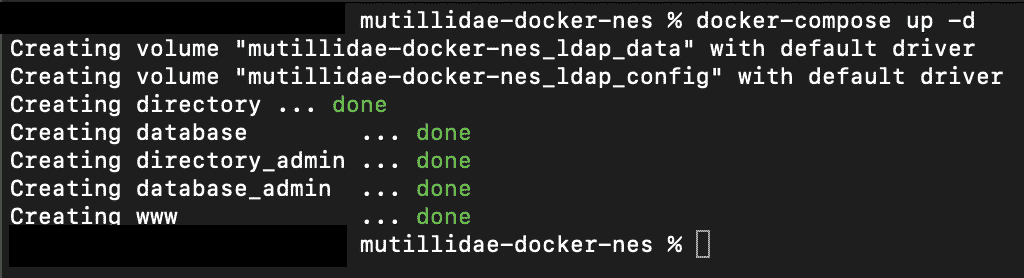 mutillidae-docker-nes % docker-compose up -d
Creating volume "mutillidae-docker-nes_ldap_data" with default driver
Creating volume "mutillidae-docker-nes_ldap_config" with default driver
Creating directory ... done
Creating database        ... done
Creating directory_admin ... done
Creating database_admin  ... done
Creating www             ... done
mutillidae-docker-nes %